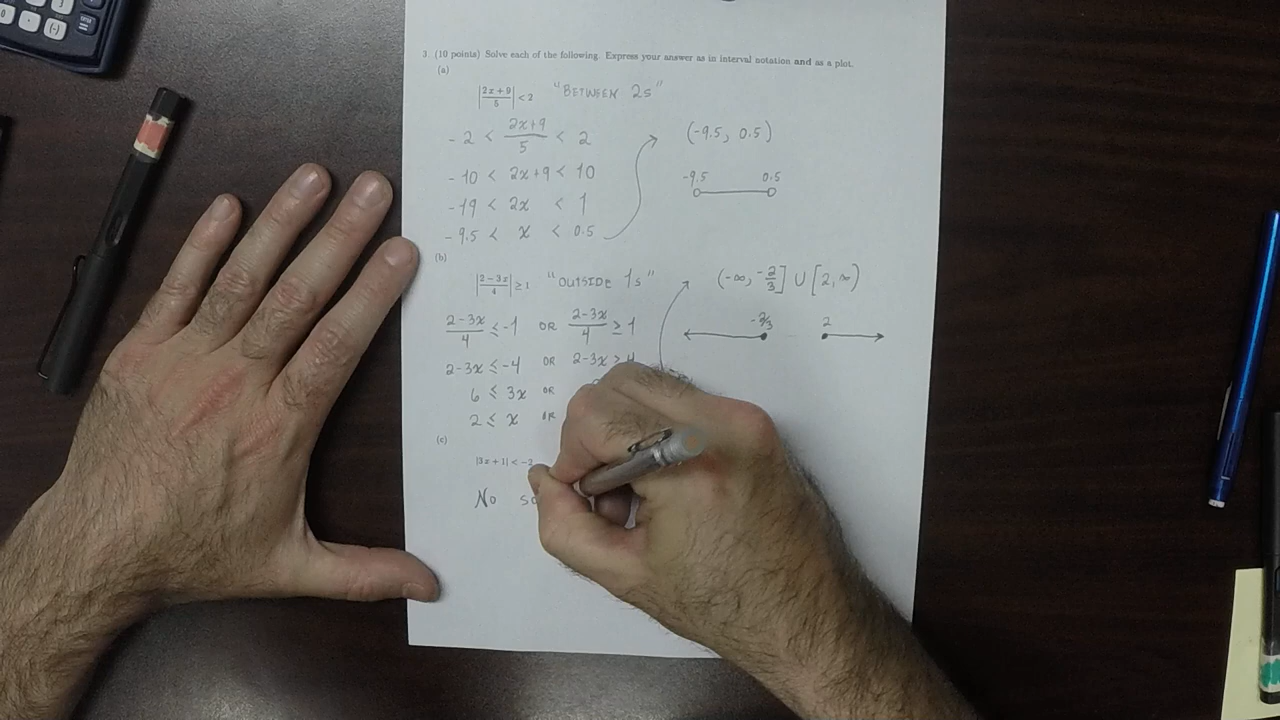 3. (10 points) Solve each of the following. Express your answer as in interval notation and as a plot.
(a)
|2x + 9 / 5| < 2 "BETWEEN 2s"
-2 < 2x+9 / 5 < 2 (-9.5, 0.5)
-10 < 2x+9 < 10 -9.5 0.5
-19 < 2x < 1
-9.5 < x < 0.5
(b)
|2 - 3x / 4| ≥ 1 "OUTSIDE 1s" (-∞, -2/3] ∪ [2, ∞)
2-3x / 4 ≤ -1 OR 2-3x / 4 ≥ 1 -2/3 2
2-3x ≤ -4 OR 2-3x ≥ 4
6 ≤ 3x OR
2 ≤ x OR
(c)
|3x + 1| < -2
No so